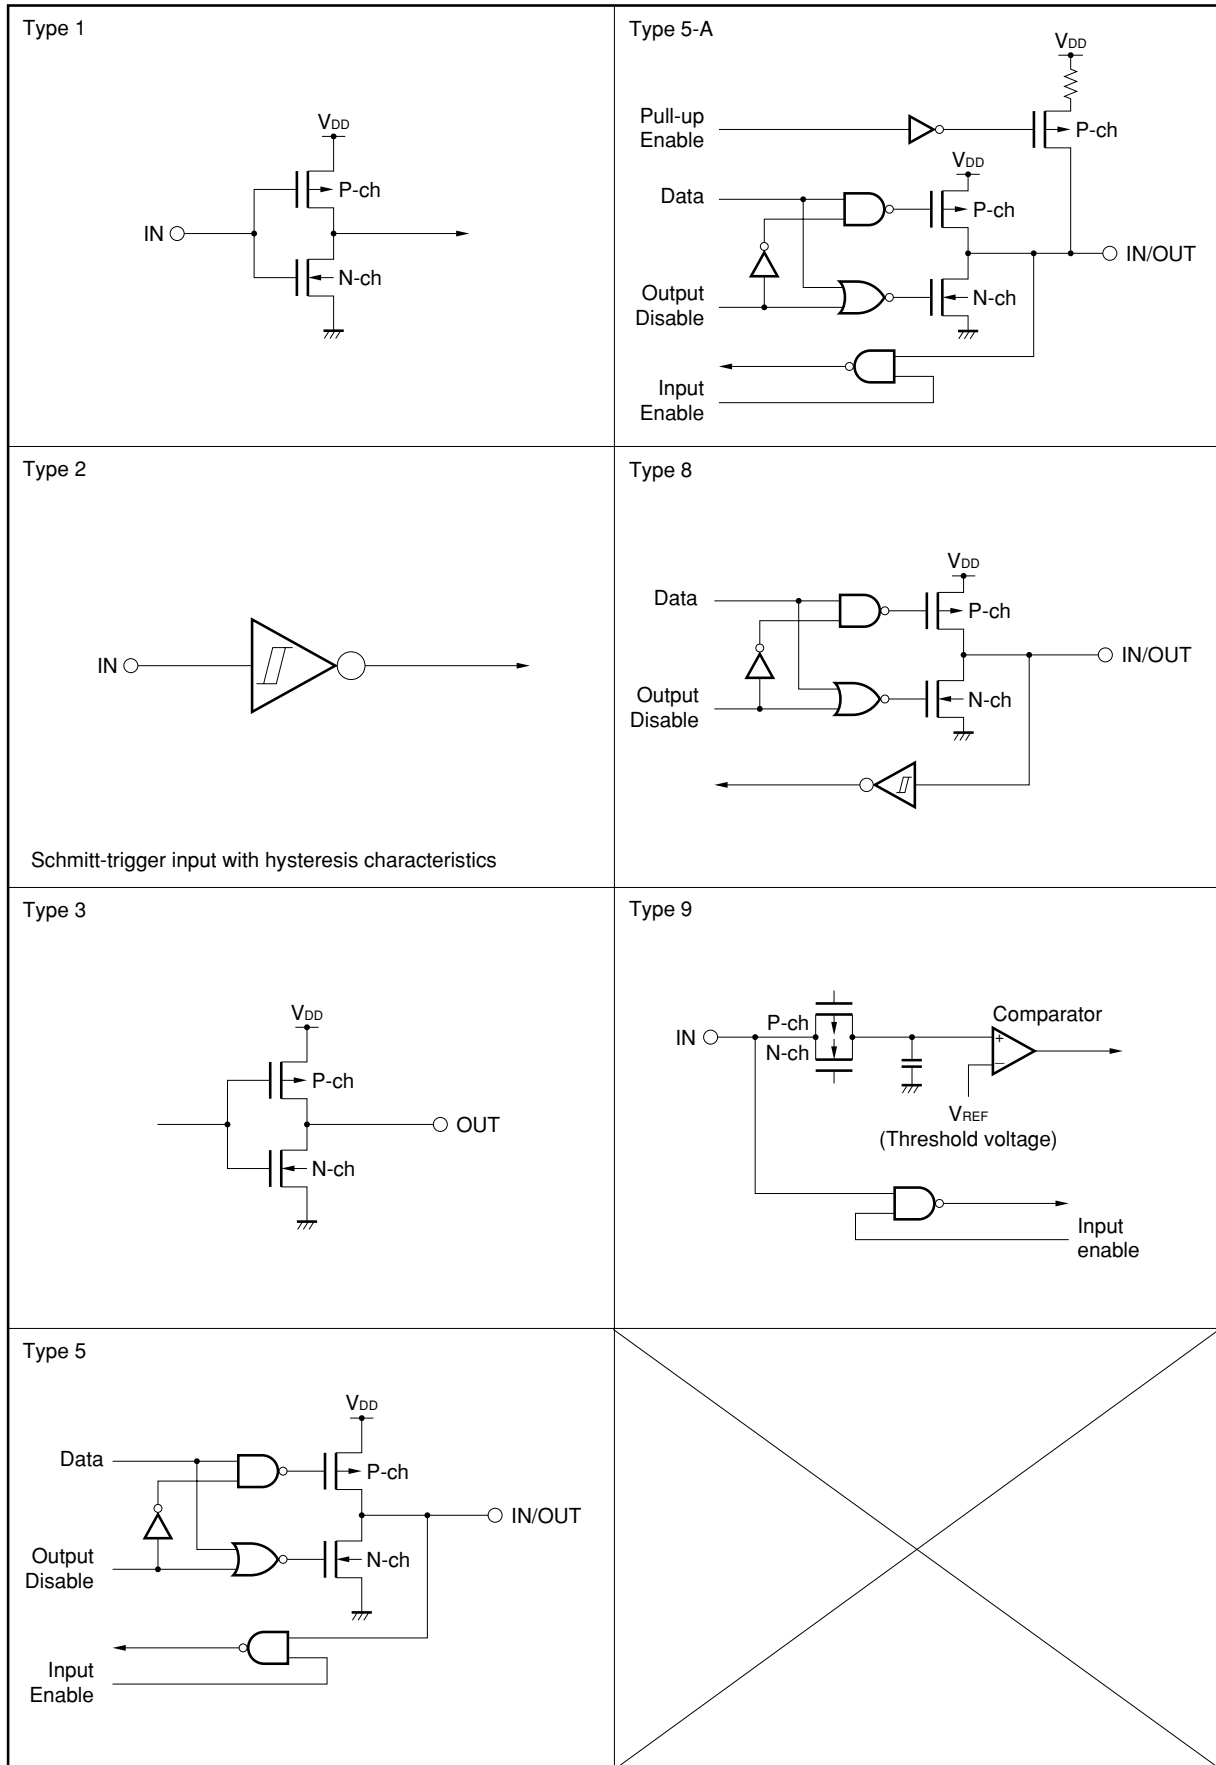 Type 1
VDD
P-ch
IN
N-ch
Type 5-A
VDD
Pull-up
Enable
P-ch
VDD
Data
P-ch
IN/OUT
Output
Disable
N-ch
Input
Enable
Type 2
IN
Schmitt-trigger input with hysteresis characteristics
Type 8
VDD
Data
P-ch
IN/OUT
Output
Disable
N-ch
Type 3
VDD
P-ch
OUT
N-ch
Type 9
P-ch
IN
N-ch
Comparator
+
–
VREF
(Threshold voltage)
Input
enable
Type 5
VDD
Data
P-ch
IN/OUT
Output
Disable
N-ch
Input
Enable